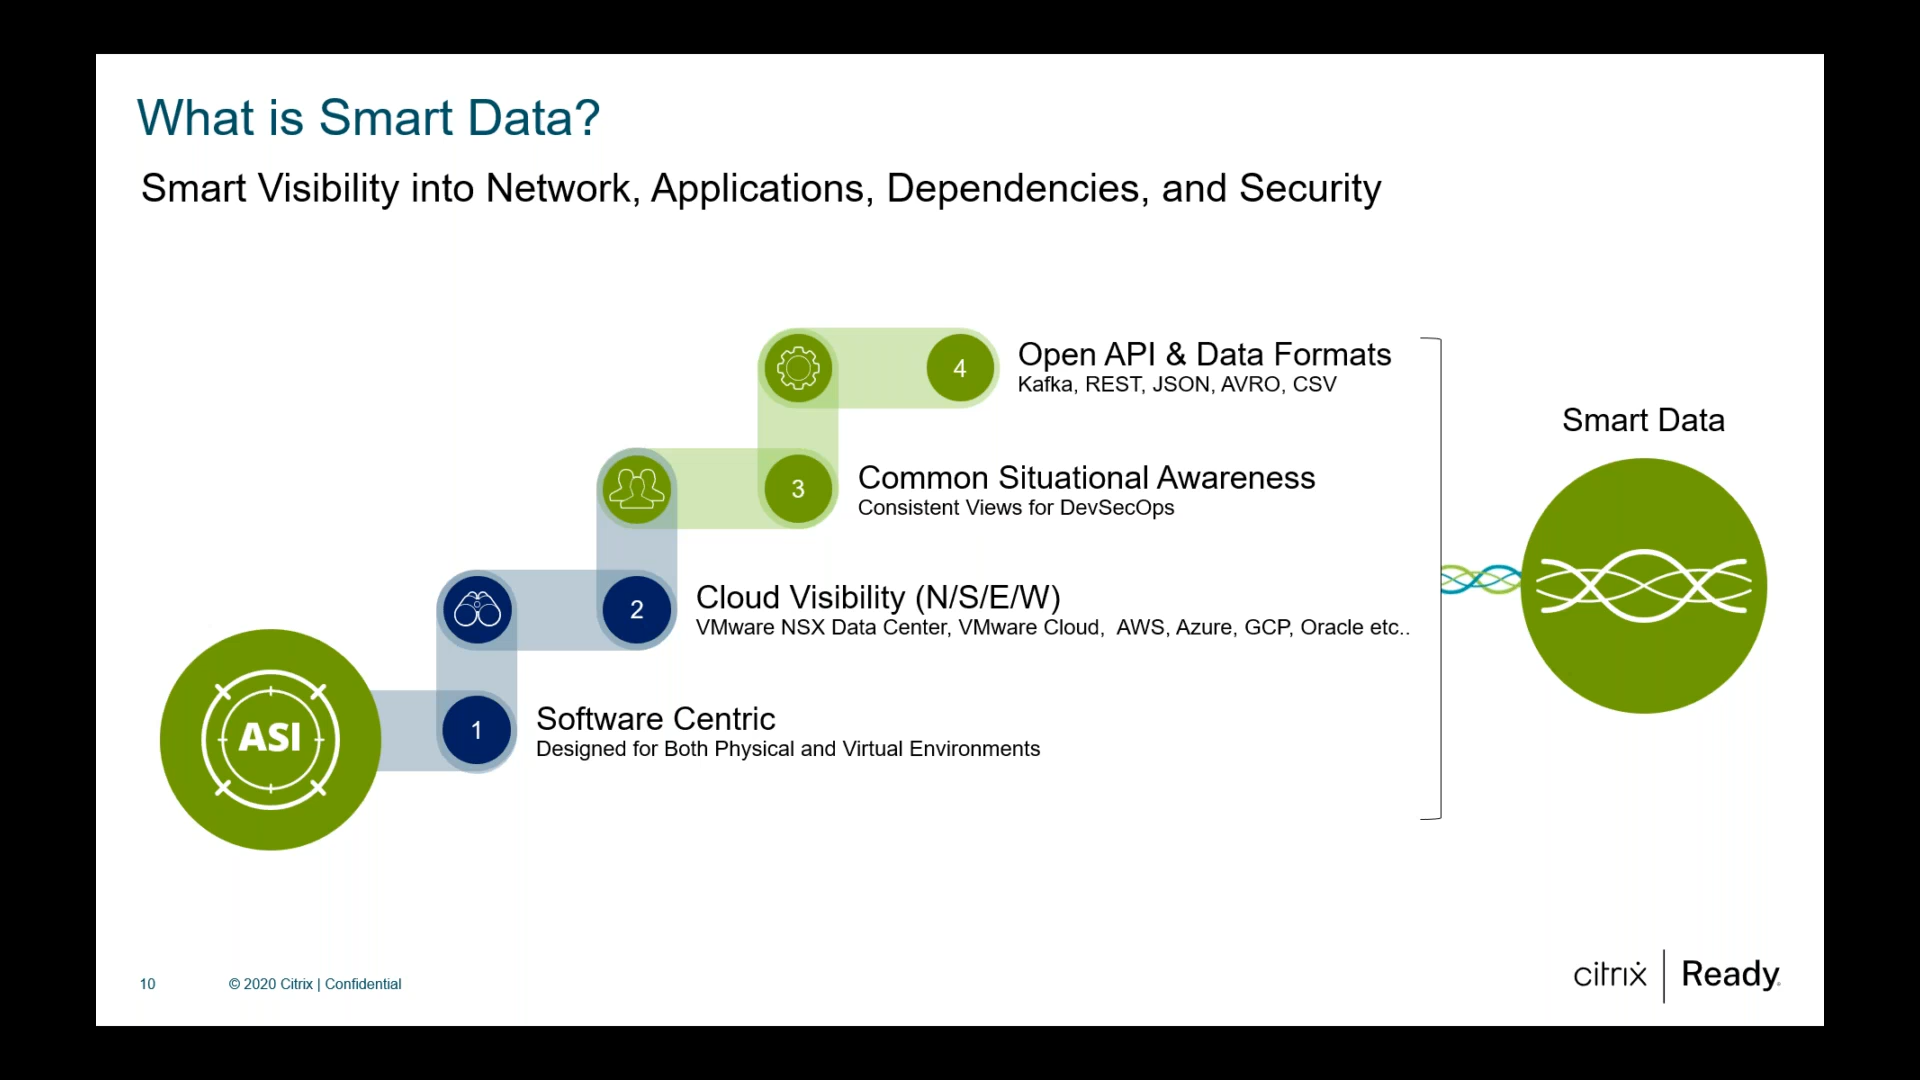 What is Smart Data?
Smart Visibility into Network, Applications, Dependencies, and Security
4
Open API & Data Formats
Kafka, REST, JSON, AVRO, CSV
Smart Data
3
Common Situational Awareness
Consistent Views for DevSecOps
2
Cloud Visibility (N/S/E/W)
VMware NSX Data Center, VMware Cloud, AWS, Azure, GCP, Oracle etc..
ASI
1
Software Centric
Designed for Both Physical and Virtual Environments
10
© 2020 Citrix | Confidential
citrix | Ready